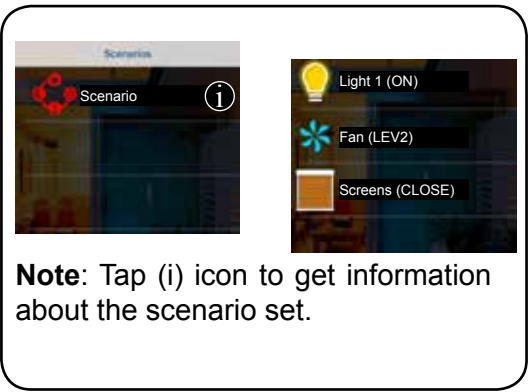 Scenarios
Scenario
i
Light 1 (ON)
Fan (LEV2)
Screens (CLOSE)
Note: Tap (i) icon to get information
about the scenario set.